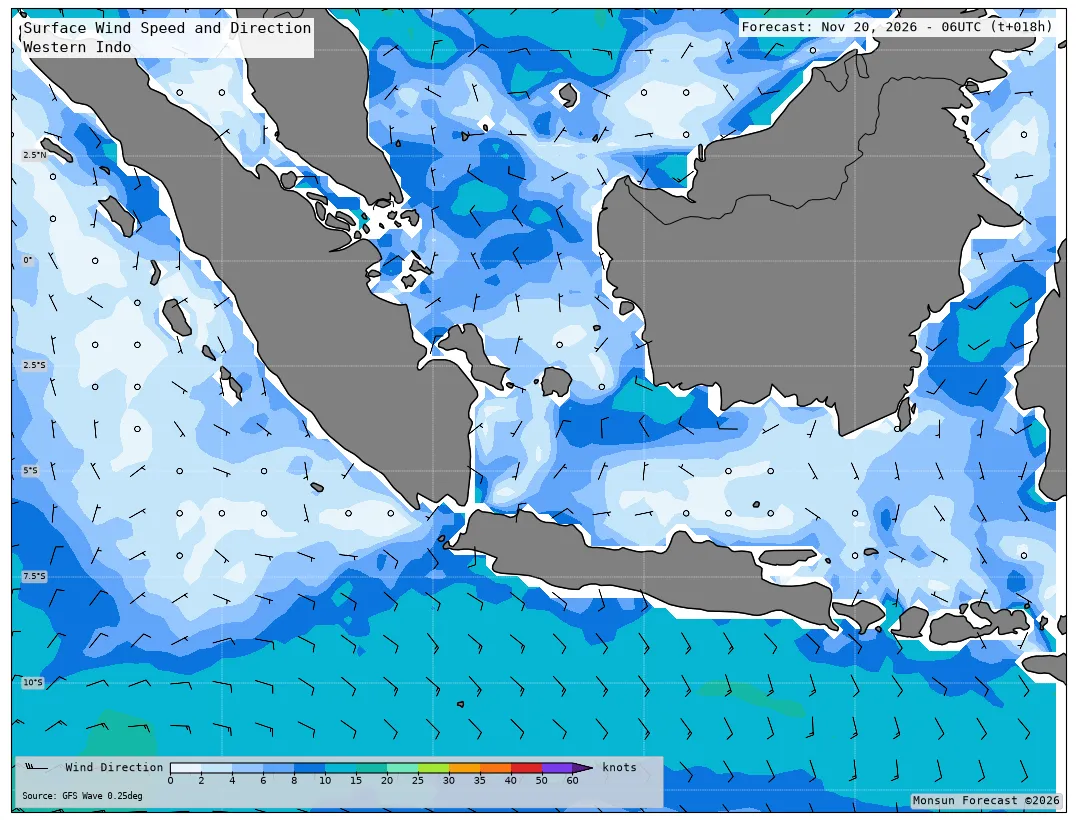 Surface Wind Speed and Direction
Western Indo
Forecast: Nov 20, 2026 - 06UTC (t+018h)
2.5°N
0°
2.5°S
5°S
7.5°S
10°S
Wind Direction
0 2 4 6 8 10 15 20 25 30 35 40 50 60
knots
Source: GFS Wave 0.25deg
Monsun Forecast ©2026